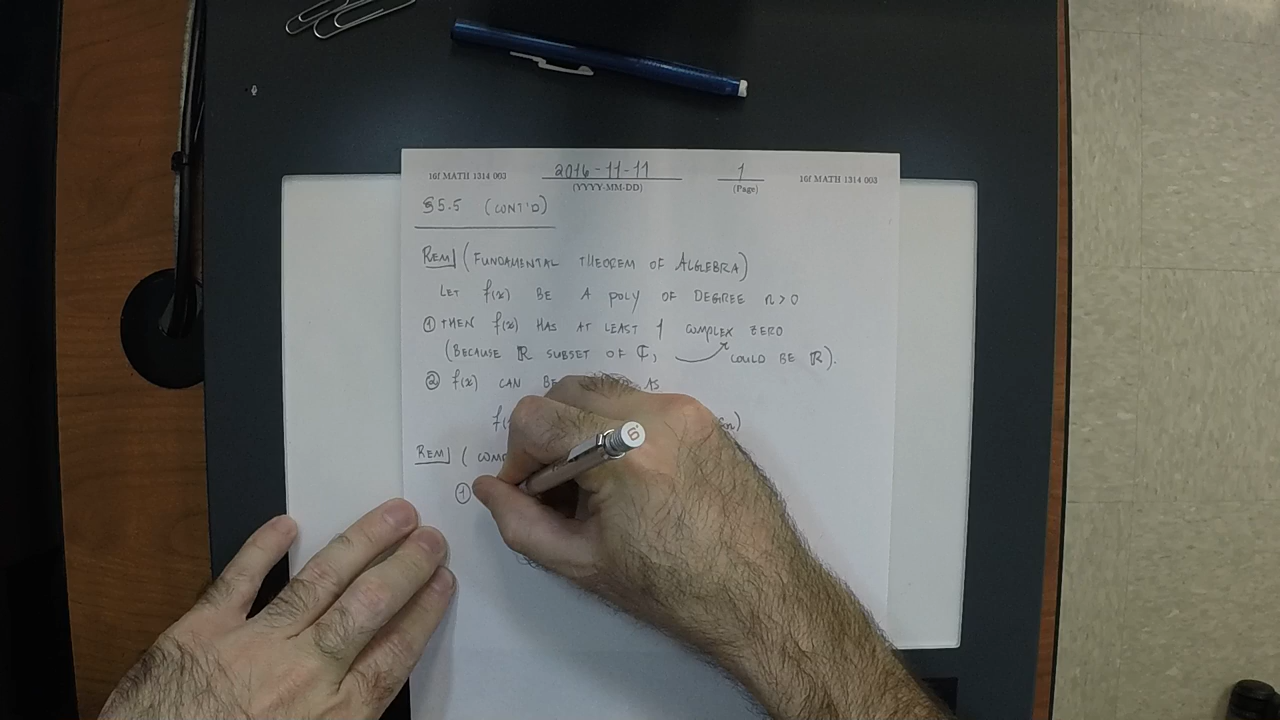 16f MATH 1314 003 2016-11-11 1 16f MATH 1314 003
(YYYY-MM-DD) (Page)
§5.5 (CONT'D)
REM (FUNDAMENTAL THEOREM OF ALGEBRA)
LET f(x) BE A POLY OF DEGREE n>0
① THEN f(x) HAS AT LEAST 1 COMPLEX ZERO
(BECAUSE ℝ SUBSET OF ℂ, COULD BE ℝ).
② f(x) CAN BE AS
REM (
①